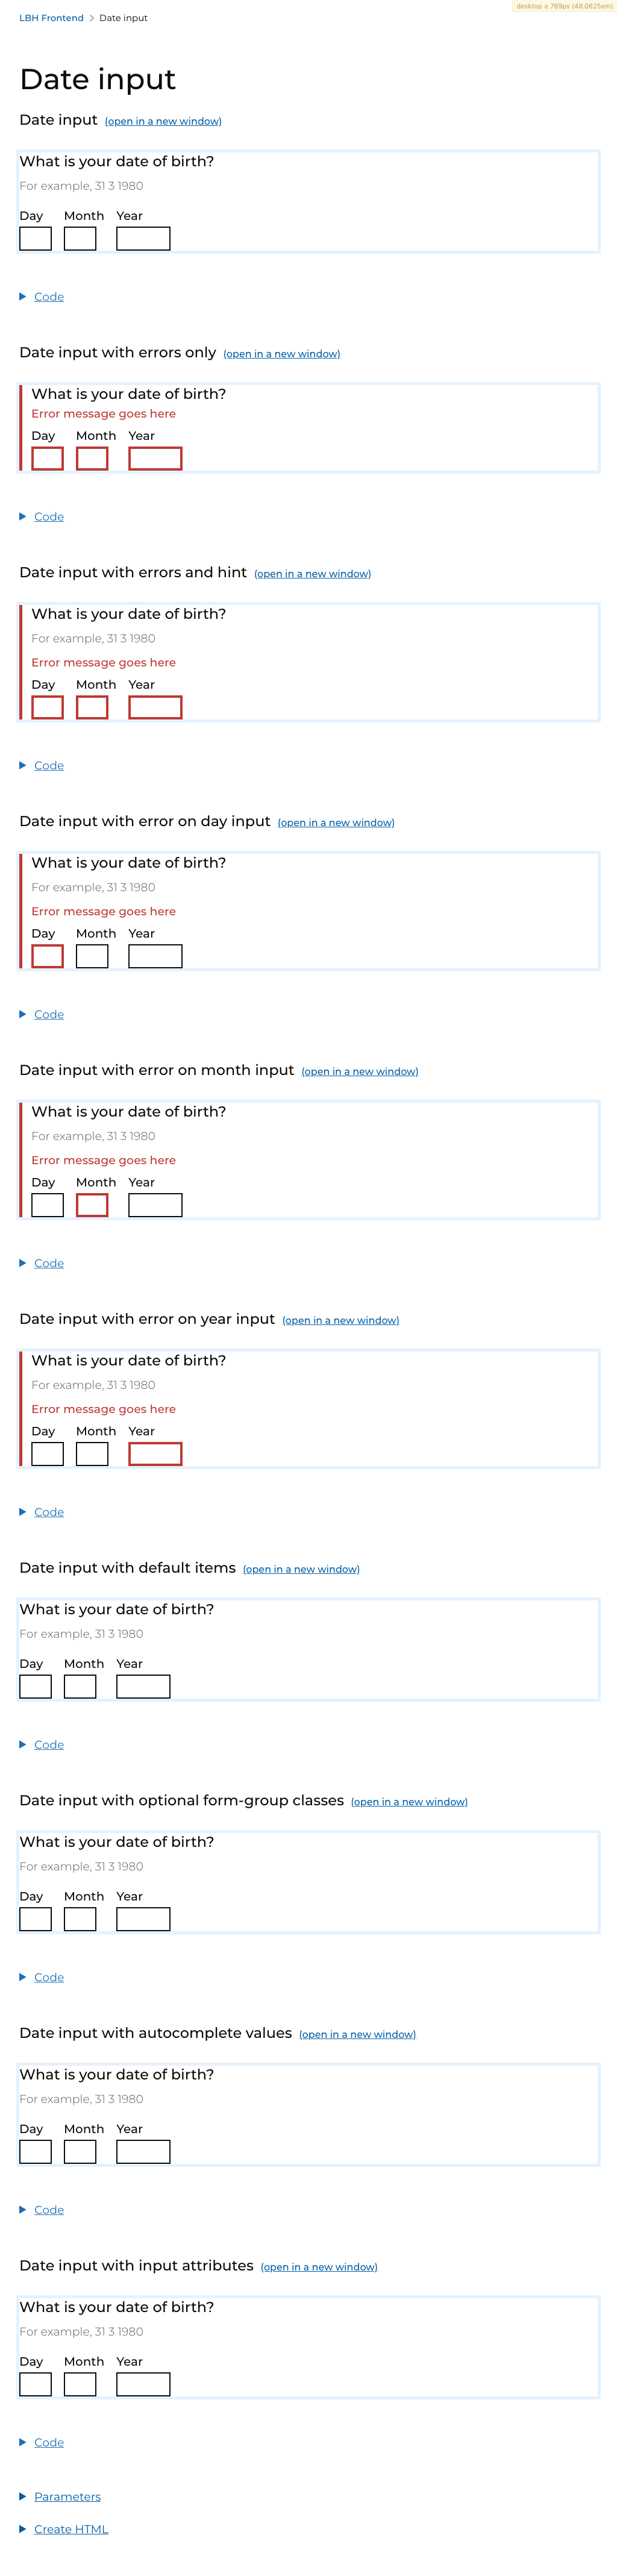 desktop ≥ 769px (48.0625em)
LBH Frontend > Date input
Date input
Date input (open in a new window)
What is your date of birth?
For example, 31 3 1980
Day Month Year
Code
Date input with errors only (open in a new window)
What is your date of birth?
Error message goes here
Day Month Year
Code
Date input with errors and hint (open in a new window)
What is your date of birth?
For example, 31 3 1980
Error message goes here
Day Month Year
Code
Date input with error on day input (open in a new window)
What is your date of birth?
For example, 31 3 1980
Error message goes here
Day Month Year
Code
Date input with error on month input (open in a new window)
What is your date of birth?
For example, 31 3 1980
Error message goes here
Day Month Year
Code
Date input with error on year input (open in a new window)
What is your date of birth?
For example, 31 3 1980
Error message goes here
Day Month Year
Code
Date input with default items (open in a new window)
What is your date of birth?
For example, 31 3 1980
Day Month Year
Code
Date input with optional form-group classes (open in a new window)
What is your date of birth?
For example, 31 3 1980
Day Month Year
Code
Date input with autocomplete values (open in a new window)
What is your date of birth?
For example, 31 3 1980
Day Month Year
Code
Date input with input attributes (open in a new window)
What is your date of birth?
For example, 31 3 1980
Day Month Year
Code
Parameters
Create HTML